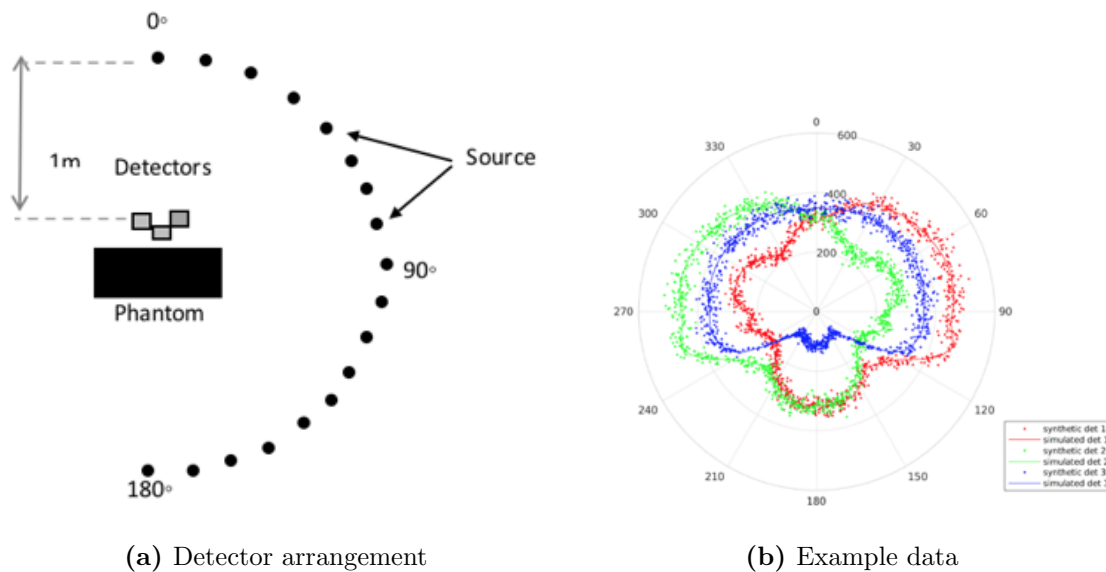 0°
1m
Detectors
Source
90°
Phantom
180°
(a) Detector arrangement
0
330
600
30
300
400
60
200
270
0
90
240
120
210
150
180
synthetic det 1
simulated det 1
synthetic det 2
simulated det 2
synthetic det 3
simulated det 3
(b) Example data